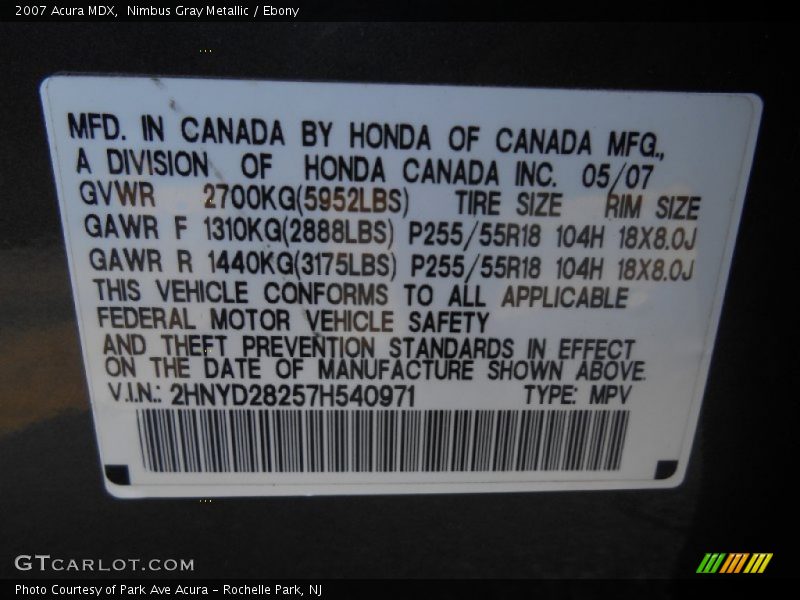 2007 Acura MDX,  Nimbus Gray Metallic / Ebony
MFD. IN CANADA BY HONDA OF CANADA MFG.,
A DIVISION OF HONDA CANADA INC. 05/07
GVWR 2700KG(5952LBS) TIRE SIZE RIM SIZE
GAWR F 1310KG(2888LBS) P255/55R18 104H 18X8.0J
GAWR R 1440KG(3175LBS) P255/55R18 104H 18X8.0J
THIS VEHICLE CONFORMS TO ALL APPLICABLE
FEDERAL MOTOR VEHICLE SAFETY
AND THEFT PREVENTION STANDARDS IN EFFECT
ON THE DATE OF MANUFACTURE SHOWN ABOVE.
V.I.N.: 2HNYD28257H540971 TYPE: MPV
GTCARLOT.COM
Photo Courtesy of Park Ave Acura - Rochelle Park, NJ